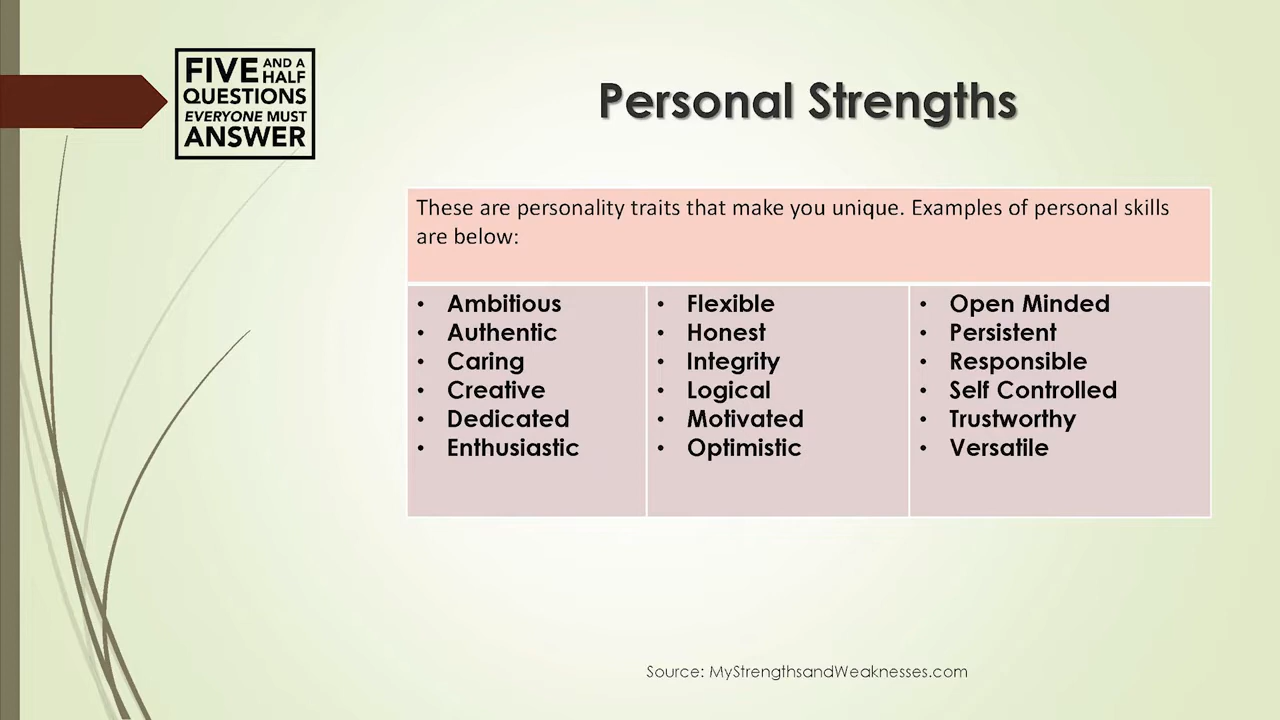 FIVE AND A HALF
QUESTIONS
EVERYONE MUST
ANSWER
Personal Strengths
These are personality traits that make you unique. Examples of personal skills
are below:
• Ambitious
• Authentic
• Caring
• Creative
• Dedicated
• Enthusiastic
• Flexible
• Honest
• Integrity
• Logical
• Motivated
• Optimistic
• Open Minded
• Persistent
• Responsible
• Self Controlled
• Trustworthy
• Versatile
Source: MyStrengthsandWeaknesses.com